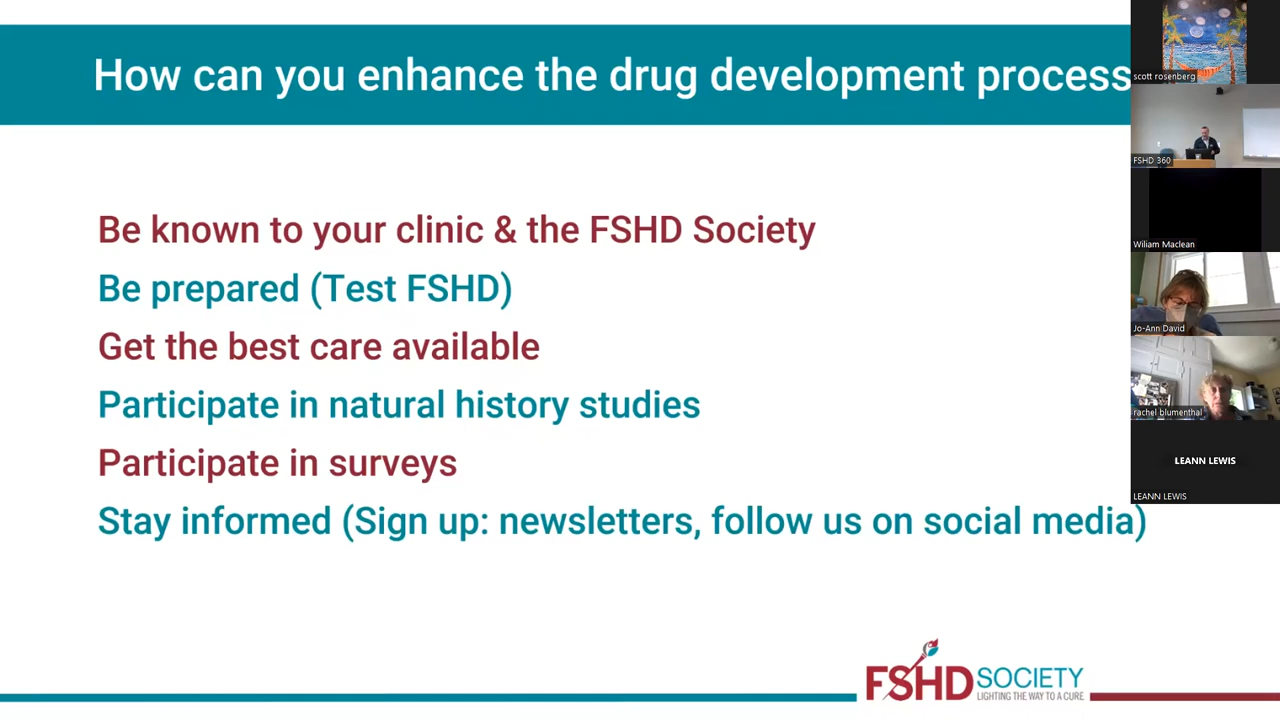 How can you enhance the drug development process
Be known to your clinic & the FSHD Society
Be prepared (Test FSHD)
Get the best care available
Participate in natural history studies
Participate in surveys
Stay informed (Sign up: newsletters, follow us on social media)
FSHD SOCIETY
LIGHTING THE WAY TO A CURE
scott rosenberg
FSHD 360
Wiliam Maclean
Jo-Ann David
rachel blumenthal
LEANN LEWIS
LEANN LEWIS